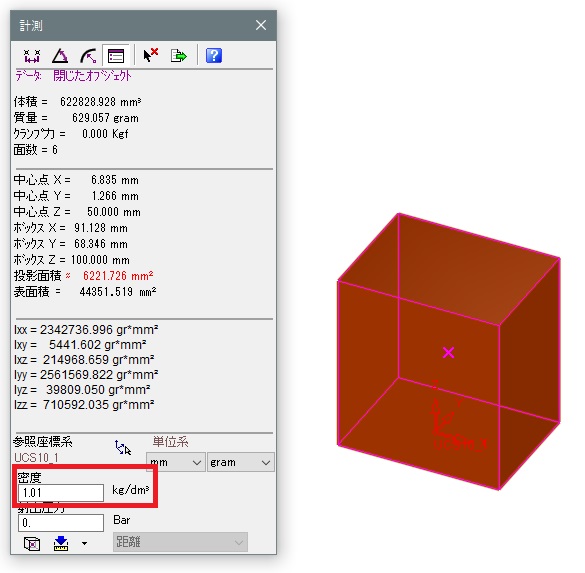 計測
データ: 閉じたオブジェクト
体積 = 622828.928 mm³
質量 = 629.057 gram
クランプ力 = 0.000 Kgf
面数 = 6
中心点 X = 6.835 mm
中心点 Y = 1.266 mm
中心点 Z = 50.000 mm
ボックス X = 91.128 mm
ボックス Y = 68.346 mm
ボックス Z = 100.000 mm
投影面積 ≈ 6221.726 mm²
表面積 = 44351.519 mm²
Ixx = 2342736.996 gr*mm²
Ixy = 5441.602 gr*mm²
Ixz = 214968.659 gr*mm²
Iyy = 2561569.822 gr*mm²
Iyz = 39809.050 gr*mm²
Izz = 710592.035 gr*mm²
参照座標系 単位系
UCS10_1 mm gram
密度
1.01 kg/dm³
射出圧力
0. Bar
距離